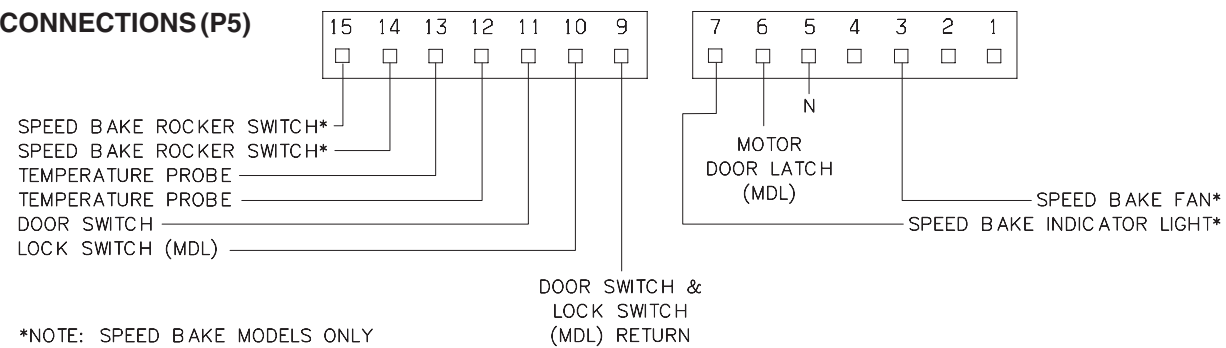 CONNECTIONS (P5)
15 14 13 12 11 10 9 7 6 5 4 3 2 1
SPEED BAKE ROCKER SWITCH*
SPEED BAKE ROCKER SWITCH*
TEMPERATURE PROBE
TEMPERATURE PROBE
DOOR SWITCH
LOCK SWITCH (MDL)
DOOR SWITCH &
LOCK SWITCH
(MDL) RETURN
N
MOTOR
DOOR LATCH
(MDL)
SPEED BAKE FAN*
SPEED BAKE INDICATOR LIGHT*
*NOTE: SPEED BAKE MODELS ONLY